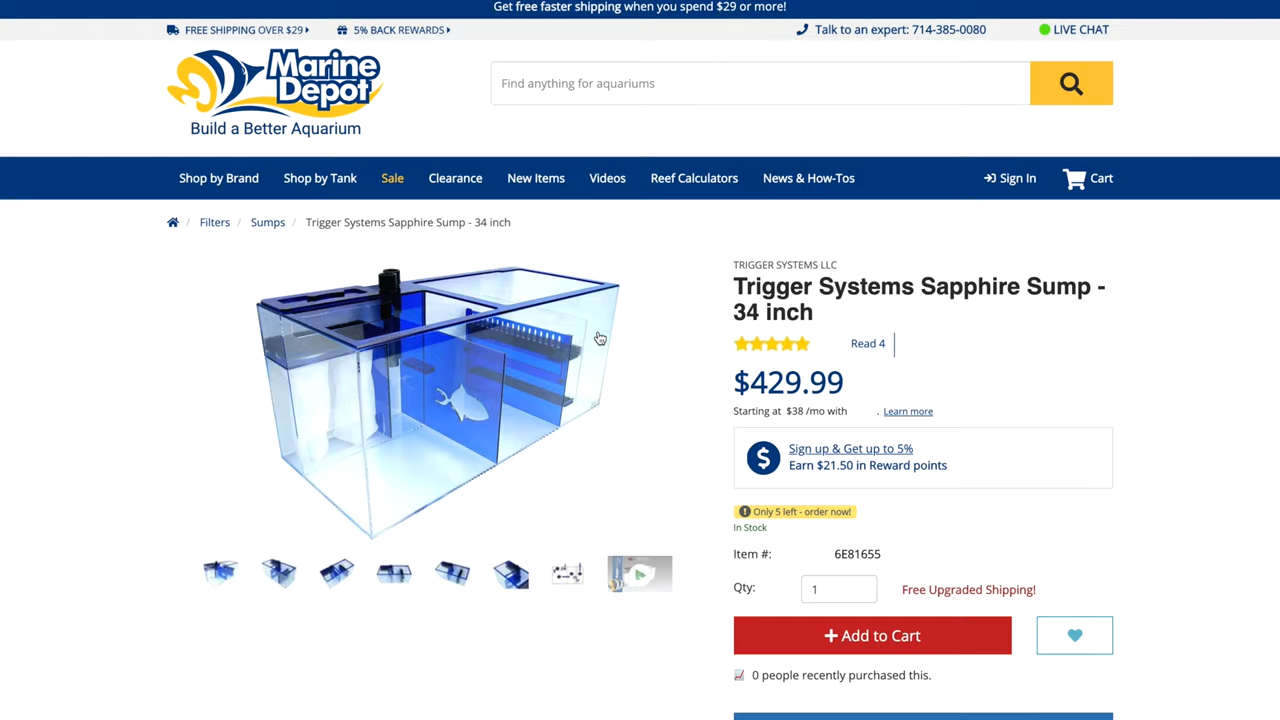 Get free faster shipping when you spend $29 or more!
FREE SHIPPING OVER $29
5% BACK REWARDS
Talk to an expert: 714-385-0080
LIVE CHAT
Marine
Depot
Build a Better Aquarium
Find anything for aquariums
Shop by Brand
Shop by Tank
Sale
Clearance
New Items
Videos
Reef Calculators
News & How-Tos
Sign In
Cart
/ Filters / Sumps / Trigger Systems Sapphire Sump - 34 inch
TRIGGER SYSTEMS LLC
Trigger Systems Sapphire Sump -
34 inch
Read 4
$429.99
Starting at $38 /mo with . Learn more
$
Sign up & Get up to 5%
Earn $21.50 in Reward points
Only 5 left - order now!
In Stock
Item #: 6E81655
Qty: 1 Free Upgraded Shipping!
Add to Cart
0 people recently purchased this.